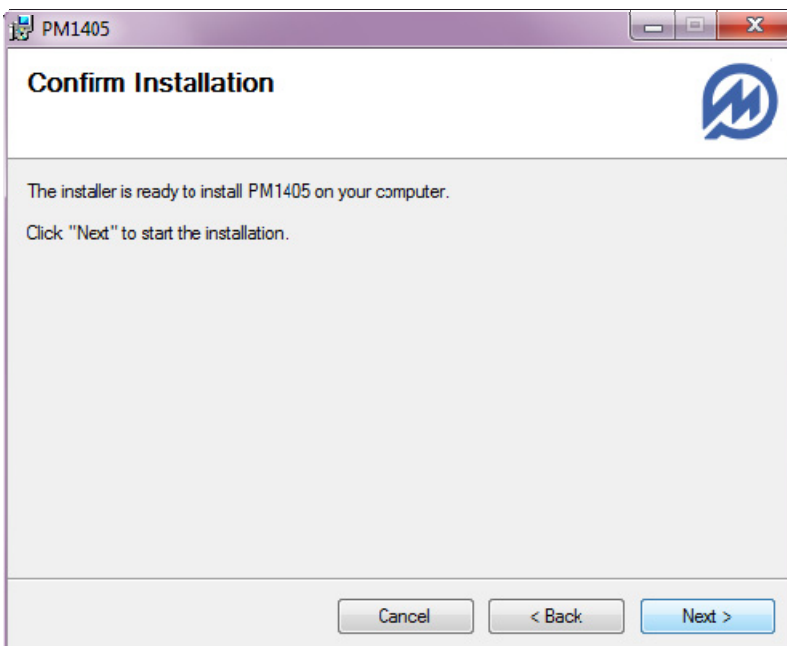 PM1405
Confirm Installation
The installer is ready to install PM1405 on your computer.
Click "Next" to start the installation.
Cancel
< Back
Next >